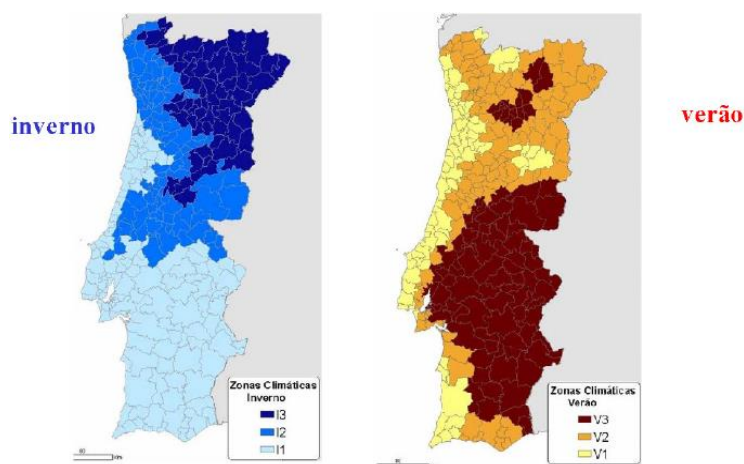 inverno
Zonas Climáticas
Inverno
I3
I2
I1
verão
Zonas Climáticas
Verão
V3
V2
V1